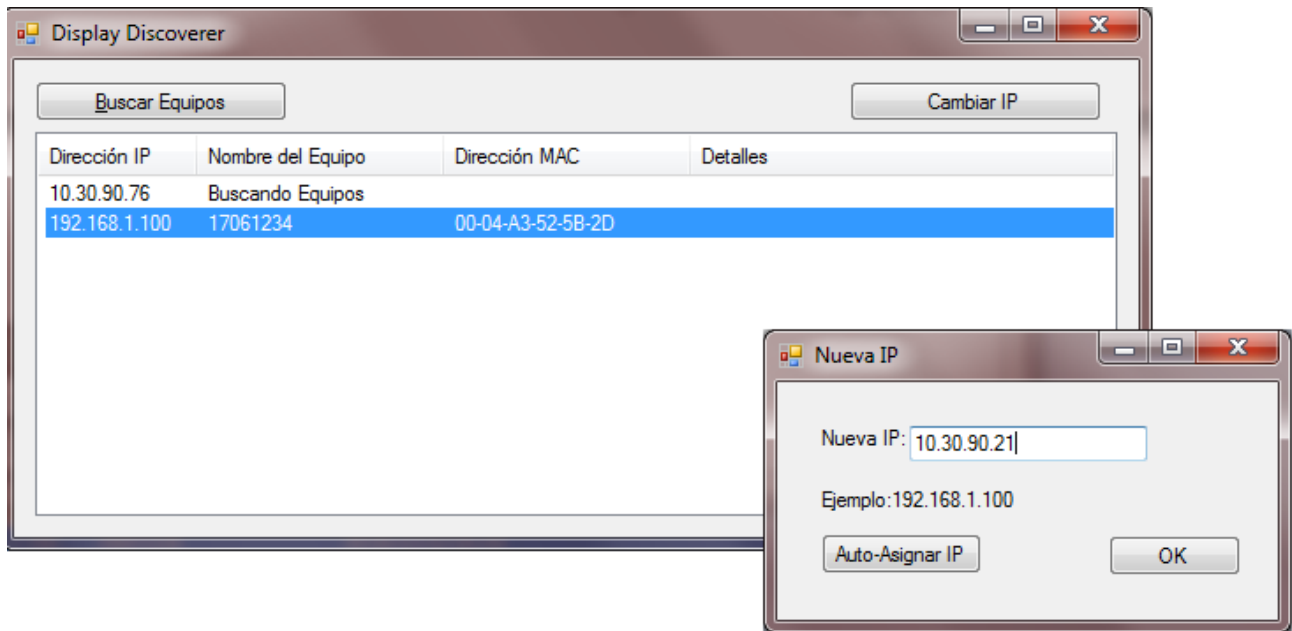 Display Discoverer
Buscar Equipos
Cambiar IP
Dirección IP Nombre del Equipo Dirección MAC Detalles
10.30.90.76 Buscando Equipos
192.168.1.100 17061234 00-04-A3-52-5B-2D
Nueva IP
Nueva IP: 10.30.90.21
Ejemplo:192.168.1.100
Auto-Asignar IP
OK